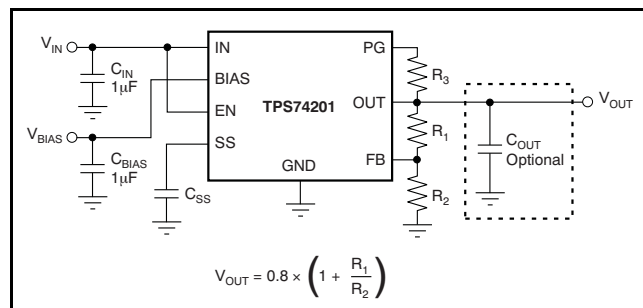 V_IN
C_IN
1μF
V_BIAS
C_BIAS
1μF
C_SS
IN
BIAS
EN
SS
TPS74201
GND
PG
OUT
FB
R_3
R_1
R_2
C_OUT
Optional
V_OUT
V_OUT = 0.8 × (1 + R_1/R_2)